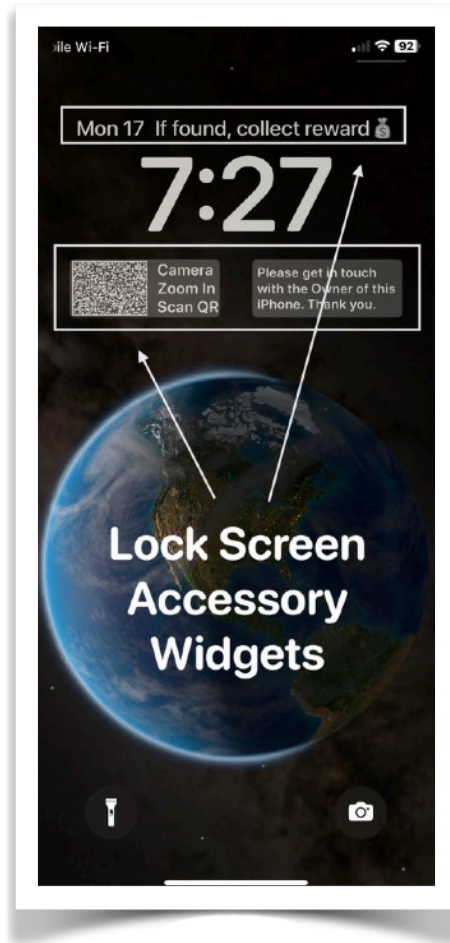 ile Wi-Fi
92
Mon 17 If found, collect reward💰
7:27
Camera
Zoom In
Scan QR
Please get in touch
with the Owner of this
iPhone. Thank you.
Lock Screen
Accessory
Widgets